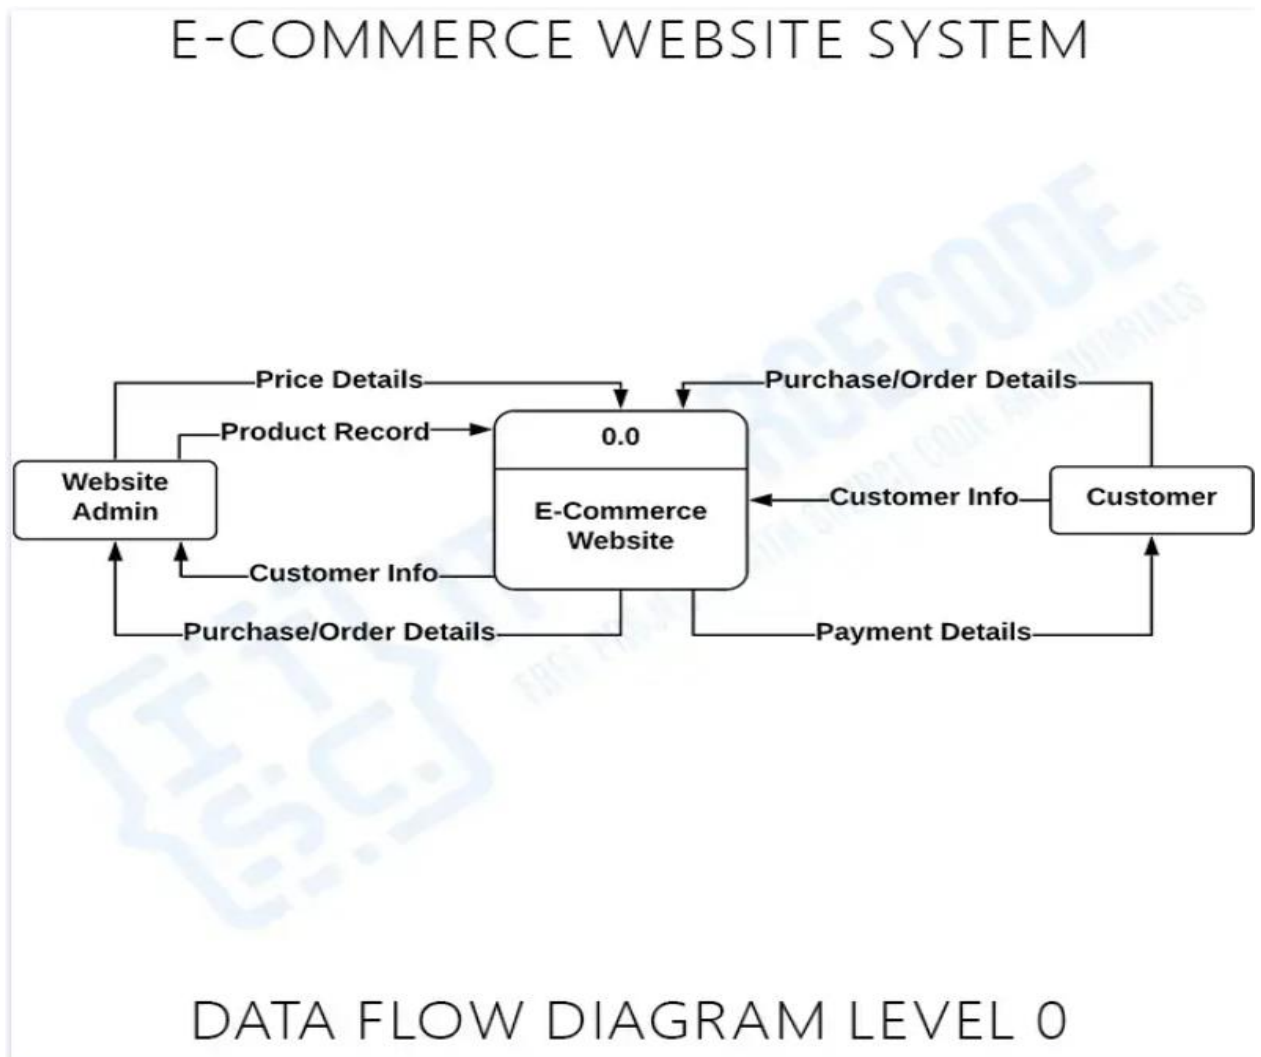 E-COMMERCE WEBSITE SYSTEM
Price Details
Purchase/Order Details
Product Record
0.0
Website
Admin
E-Commerce
Website
Customer Info
Customer
Customer Info
Purchase/Order Details
Payment Details
DATA FLOW DIAGRAM LEVEL 0